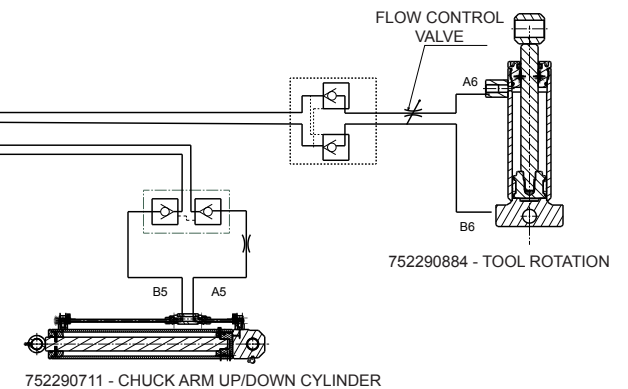 FLOW CONTROL
VALVE
A6
B6
752290884 - TOOL ROTATION
B5
A5
752290711 - CHUCK ARM UP/DOWN CYLINDER